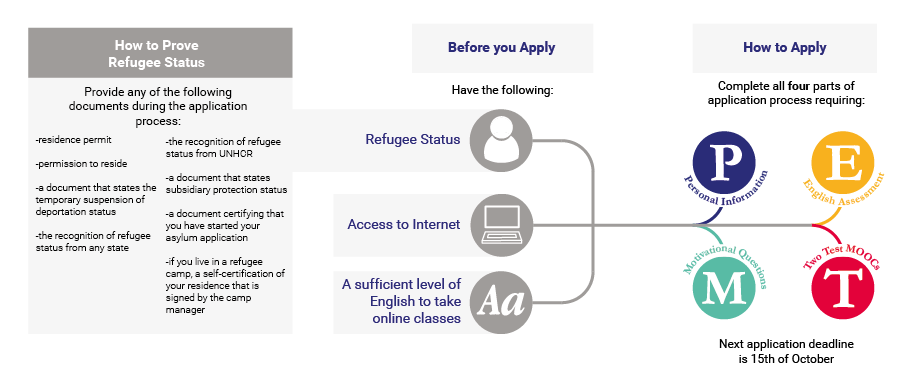 How to Prove
Refugee Status
Provide any of the following
documents during the application
process:
-residence permit
-permission to reside
-a document that states the
temporary suspension of
deportation status
-the recognition of refugee
status from any state
-the recognition of refugee
status from UNHCR
-a document that states
subsidiary protection status
-a document certifying that
you have started your
asylum application
-if you live in a refugee
camp, a self-certification of
your residence that is
signed by the camp
manager
Before you Apply
Have the following:
Refugee Status
Access to Internet
A sufficient level of
English to take
online classes
Aa
How to Apply
Complete all four parts of
application process requiring:
P
Personal Information
E
English Assessment
Motivational Questions
M
Two Test MOOCs
T
Next application deadline
is 15th of October